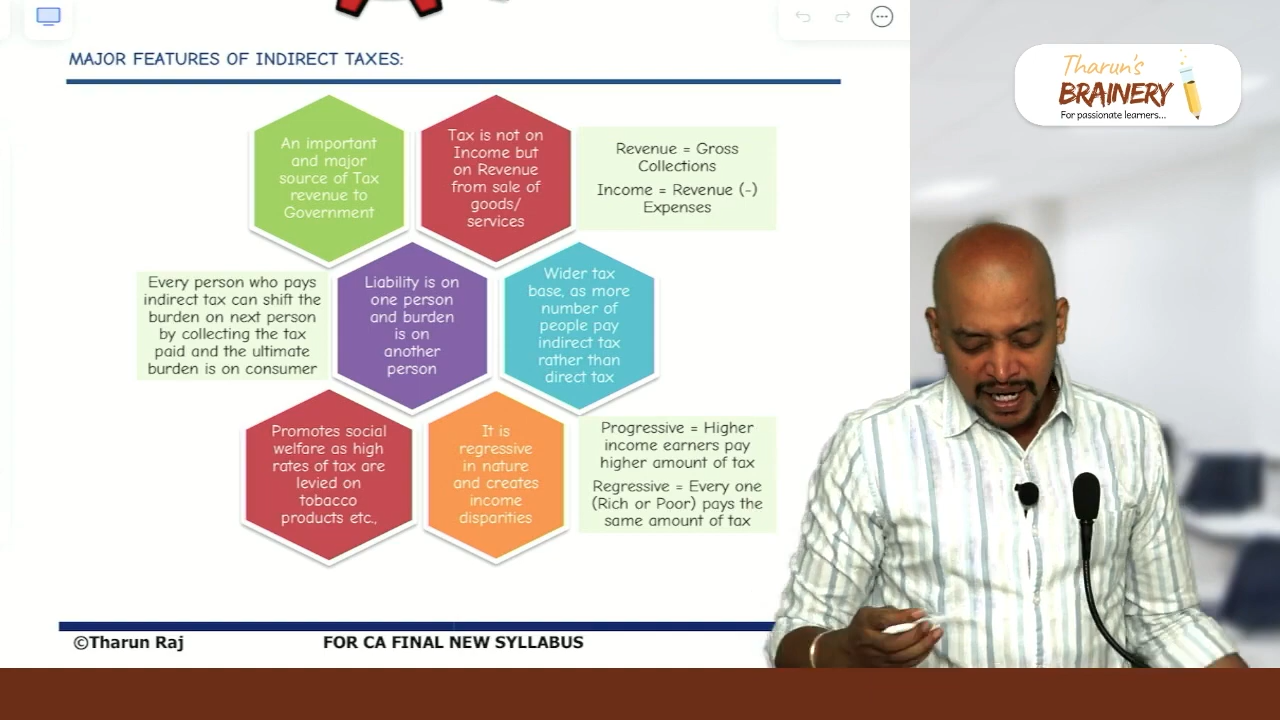 MAJOR FEATURES OF INDIRECT TAXES:
An important
and major
source of Tax
revenue to
Government
Tax is not on
Income but
on Revenue
from sale of
goods/
services
Revenue = Gross
Collections
Income = Revenue (-)
Expenses
Every person who pays
indirect tax can shift the
burden on next person
by collecting the tax
paid and the ultimate
burden is on consumer
Liability is on
one person
and burden
is on
another
person
Wider tax
base, as more
number of
people pay
indirect tax
rather than
direct tax
Promotes social
welfare as high
rates of tax are
levied on
tobacco
products etc.,
It is
regressive
in nature
and creates
income
disparities
Progressive = Higher
income earners pay
higher amount of tax
Regressive = Every one
(Rich or Poor) pays the
same amount of tax
©Tharun Raj
FOR CA FINAL NEW SYLLABUS
Tharun's
BRAINERY
For passionate learners...